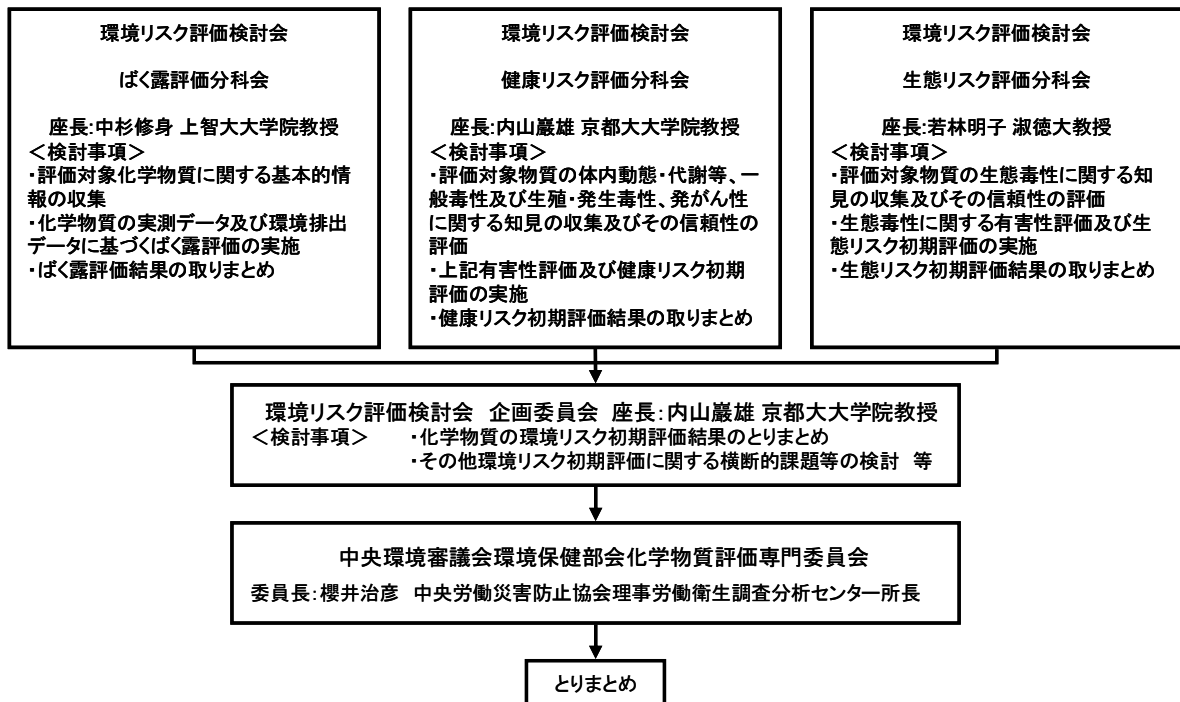 環境リスク評価検討会
ばく露評価分科会
座長:中杉修身 上智大大学院教授
＜検討事項＞
・評価対象化学物質に関する基本的情
報の収集
・化学物質の実測データ及び環境排出
データに基づくばく露評価の実施
・ばく露評価結果の取りまとめ
環境リスク評価検討会
健康リスク評価分科会
座長:内山巌雄 京都大大学院教授
＜検討事項＞
・評価対象物質の体内動態・代謝等、一
般毒性及び生殖・発生毒性、発がん性
に関する知見の収集及びその信頼性の
評価
・上記有害性評価及び健康リスク初期
評価の実施
・健康リスク初期評価結果の取りまとめ
環境リスク評価検討会
生態リスク評価分科会
座長:若林明子 淑徳大教授
＜検討事項＞
・評価対象物質の生態毒性に関する知
見の収集及びその信頼性の評価
・生態毒性に関する有害性評価及び生
態リスク初期評価の実施
・生態リスク初期評価結果の取りまとめ
環境リスク評価検討会 企画委員会 座長:内山巌雄 京都大大学院教授
＜検討事項＞ ・化学物質の環境リスク初期評価結果のとりまとめ
・その他環境リスク初期評価に関する横断的課題等の検討 等
中央環境審議会環境保健部会化学物質評価専門委員会
委員長:櫻井治彦 中央労働災害防止協会理事労働衛生調査分析センター所長
とりまとめ